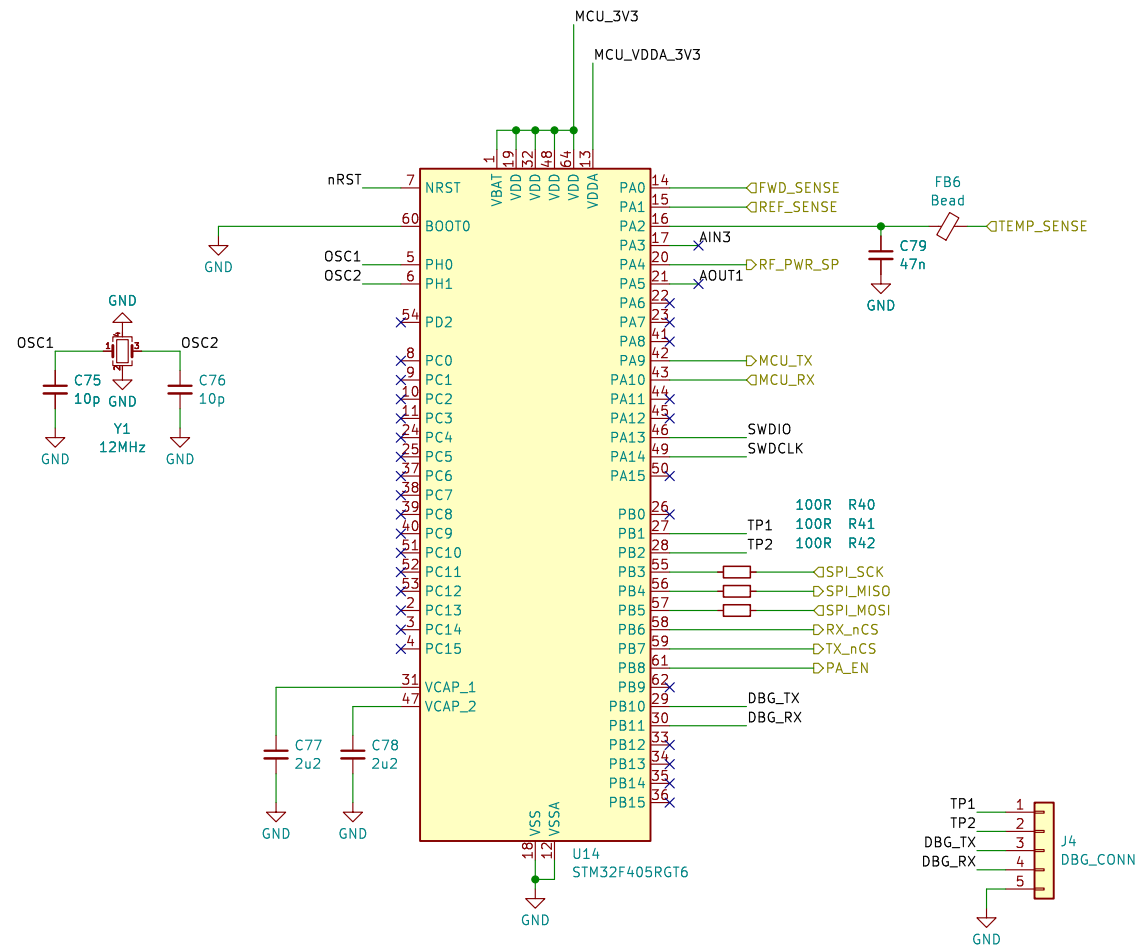 MCU_3V3
MCU_VDDA_3V3
1 19 32 48 64 13
VBAT VDD VDD VDD VDD VDDA
nRST 7 NRST
60 BOOT0
GND
OSC1 5 PH0
OSC2 6 PH1
54 PD2
8 PC0
9 PC1
10 PC2
11 PC3
24 PC4
25 PC5
37 PC6
38 PC7
39 PC8
40 PC9
51 PC10
52 PC11
53 PC12
2 PC13
3 PC14
4 PC15
31 VCAP_1
47 VCAP_2
PA0 14 FWD_SENSE
PA1 15 REF_SENSE
PA2 16
PA3 17 AIN3
PA4 20 RF_PWR_SP
PA5 21 AOUT1
PA6 22
PA7 23
PA8 41
PA9 42 MCU_TX
PA10 43 MCU_RX
PA11 44
PA12 45
PA13 46 SWDIO
PA14 49 SWDCLK
PA15 50
PB0 26
PB1 27 TP1
PB2 28 TP2
PB3 55 SPI_SCK
PB4 56 SPI_MISO
PB5 57 SPI_MOSI
PB6 58 RX_nCS
PB7 59 TX_nCS
PB8 61 PA_EN
PB9 62
PB10 29 DBG_TX
PB11 30 DBG_RX
PB12 33
PB13 34
PB14 35
PB15 36
100R R40
100R R41
100R R42
FB6
Bead
TEMP_SENSE
C79
47n
GND
GND
4
OSC1 1 3 OSC2
2
GND
C75
10p
C76
10p
Y1
12MHz
GND
GND
C77
2u2
C78
2u2
GND
GND
VSS VSSA
18 12
U14
STM32F405RGT6
GND
TP1 1
TP2 2
DBG_TX 3
DBG_RX 4
5
J4
DBG_CONN
GND